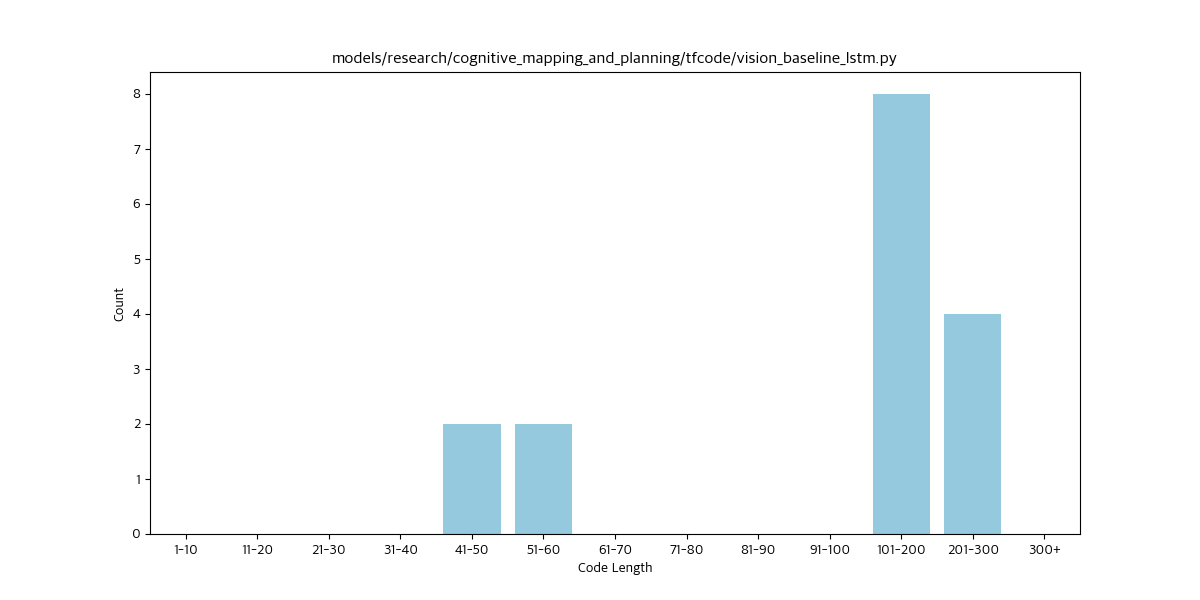 models/research/cognitive_mapping_and_planning/tfcode/vision_baseline_lstm.py
8
7
6
5
4
3
2
1
0
Count
1-10 11-20 21-30 31-40 41-50 51-60 61-70 71-80 81-90 91-100 101-200 201-300 300+
Code Length